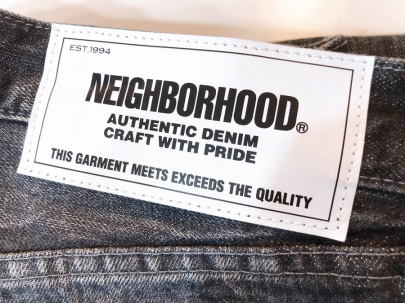 EST.1994
NEIGHBORHOOD®
AUTHENTIC DENIM
CRAFT WITH PRIDE
THIS GARMENT MEETS EXCEEDS THE QUALITY